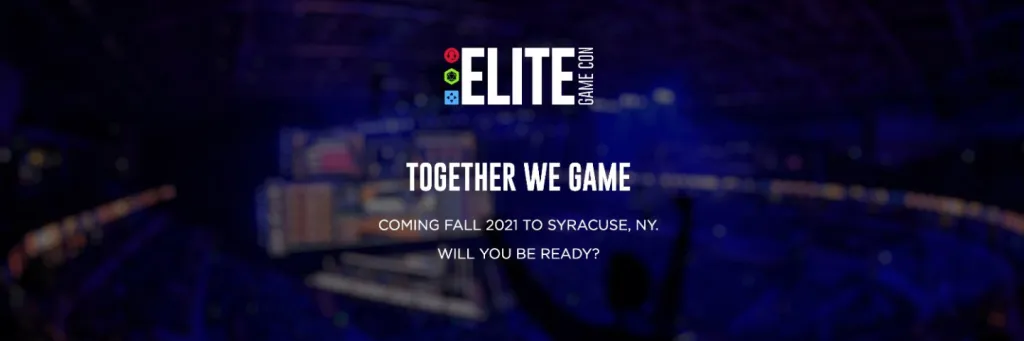 ELITE GAME CON
TOGETHER WE GAME
COMING FALL 2021 TO SYRACUSE, NY.
WILL YOU BE READY?